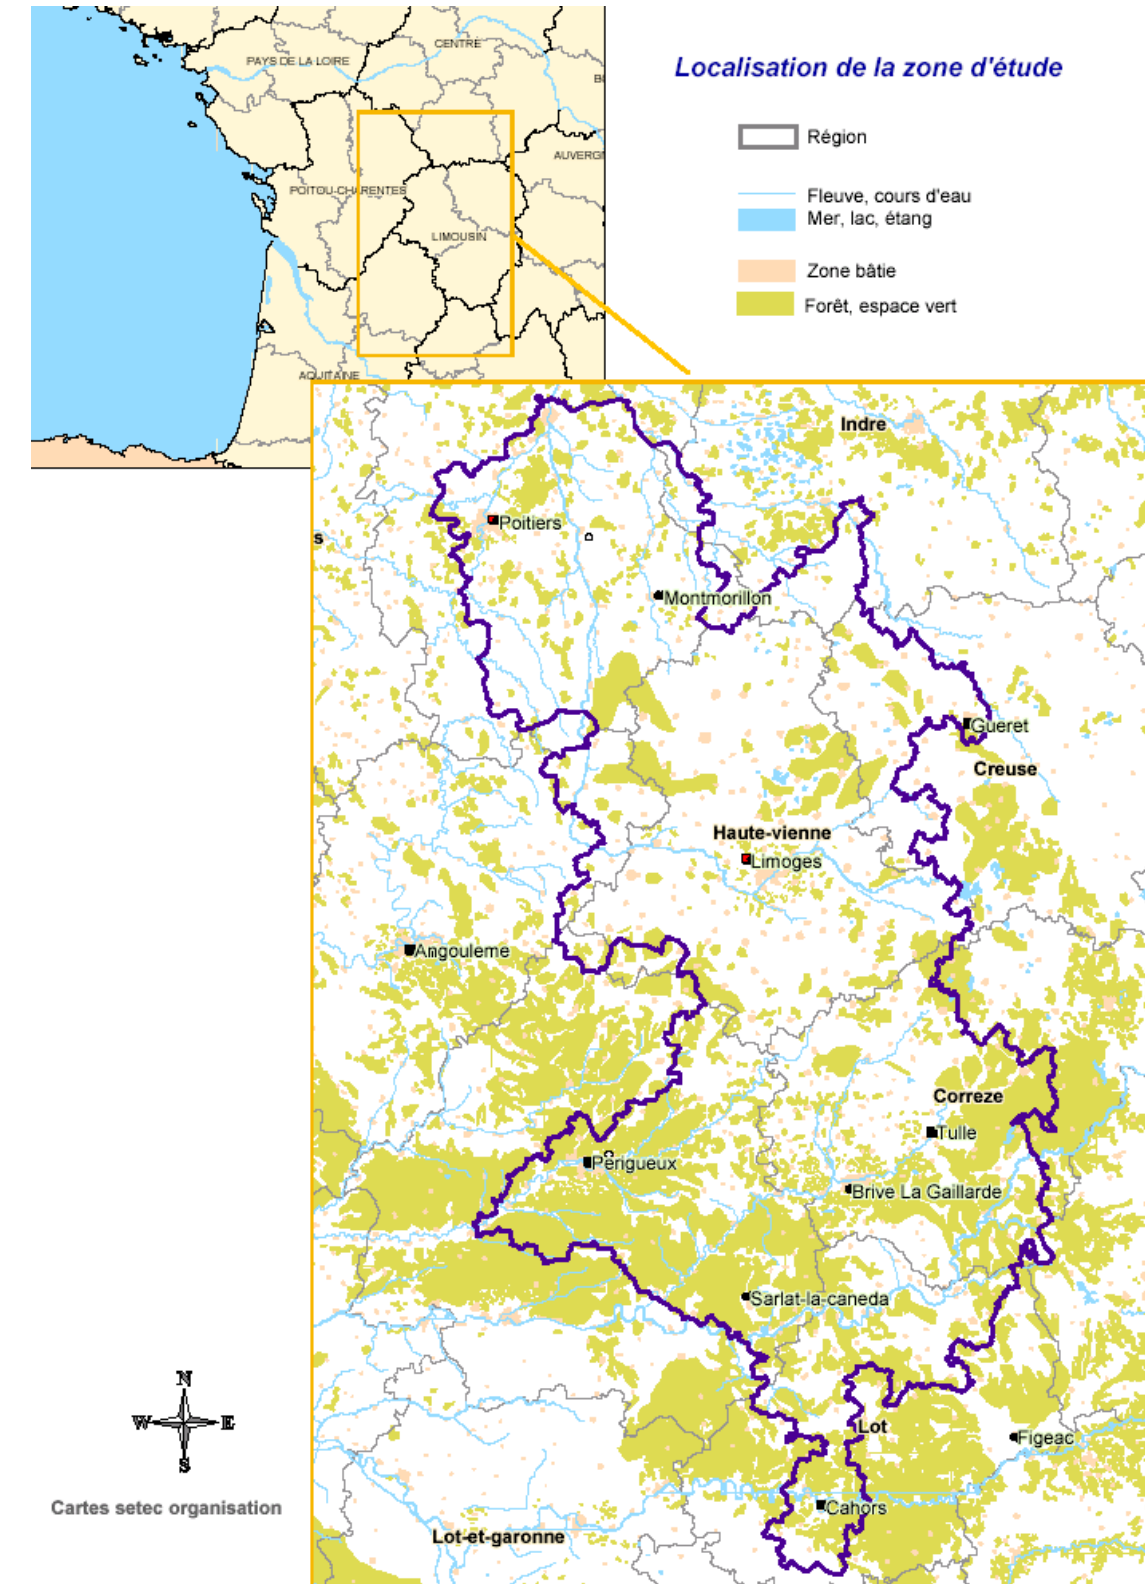 CENTRE
PAYS DE LA LOIRE
B
AUVERGN
POITOU-CHARENTES
LIMOUSIN
AQUITAINE
Localisation de la zone d'étude
Région
Fleuve, cours d'eau
Mer, lac, étang
Zone bâtie
Forêt, espace vert
Indre
Poitiers
s
Montmorillon
Gueret
Creuse
Haute-vienne
Limoges
Angouleme
Correze
Tulle
Périgueux
Brive La Gaillarde
Sarlat-la-caneda
Lot
Figeac
Cahors
Lot-et-garonne
N
W E
S
Cartes setec organisation